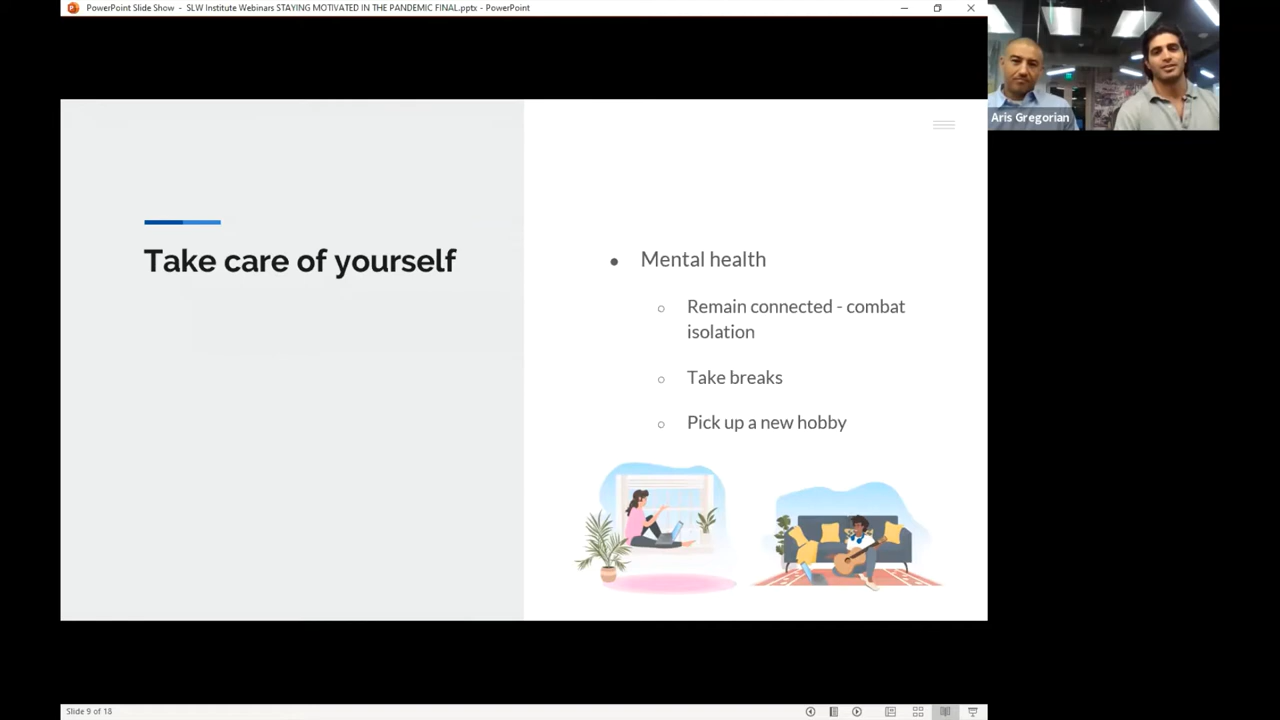 PowerPoint Slide Show - SLW Institute Webinars STAYING MOTIVATED IN THE PANDEMIC FINAL.pptx - PowerPoint
Aris Gregorian
Take care of yourself
● Mental health
○ Remain connected - combat
isolation
○ Take breaks
○ Pick up a new hobby
Slide 9 of 18